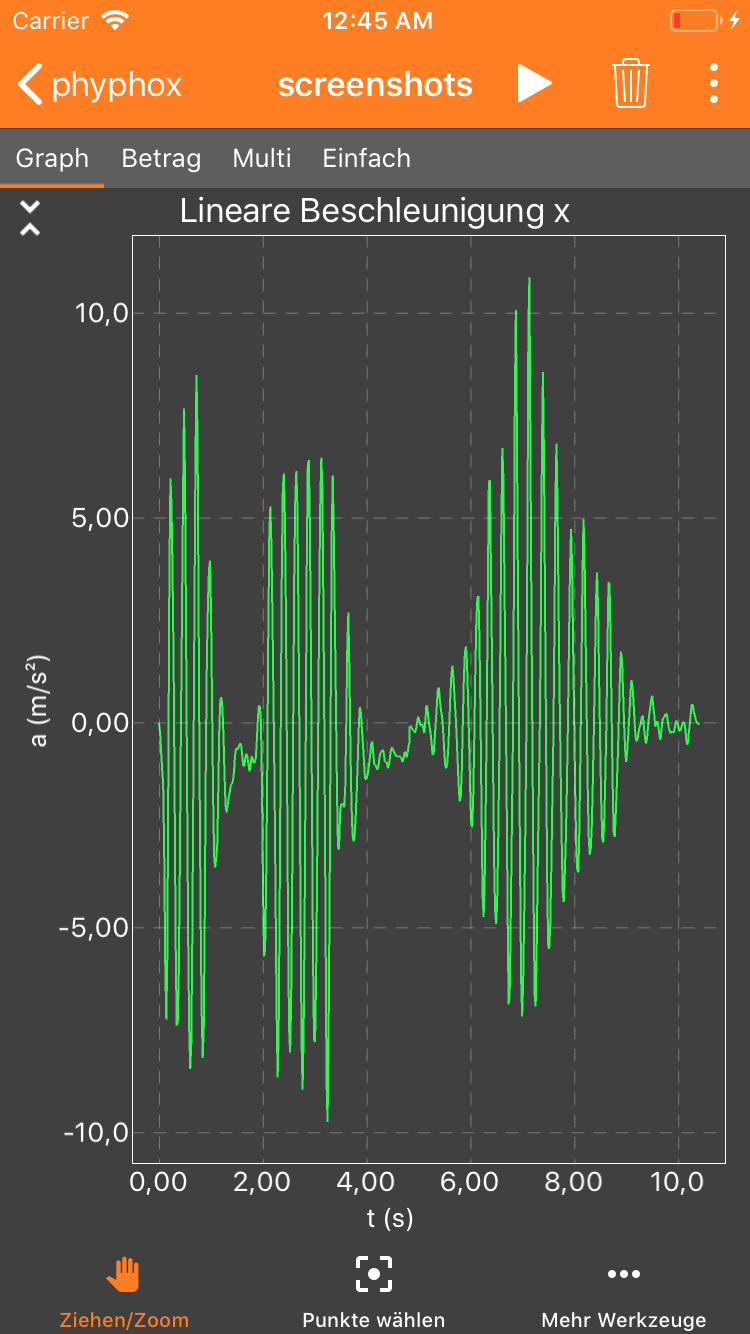 Carrier 12:45 AM
phyphox screenshots
Graph Betrag Multi Einfach
Lineare Beschleunigung x
10,0
5,00
0,00
-5,00
-10,0
a (m/s²)
0,00 2,00 4,00 6,00 8,00 10,0
t (s)
Ziehen/Zoom Punkte wählen Mehr Werkzeuge